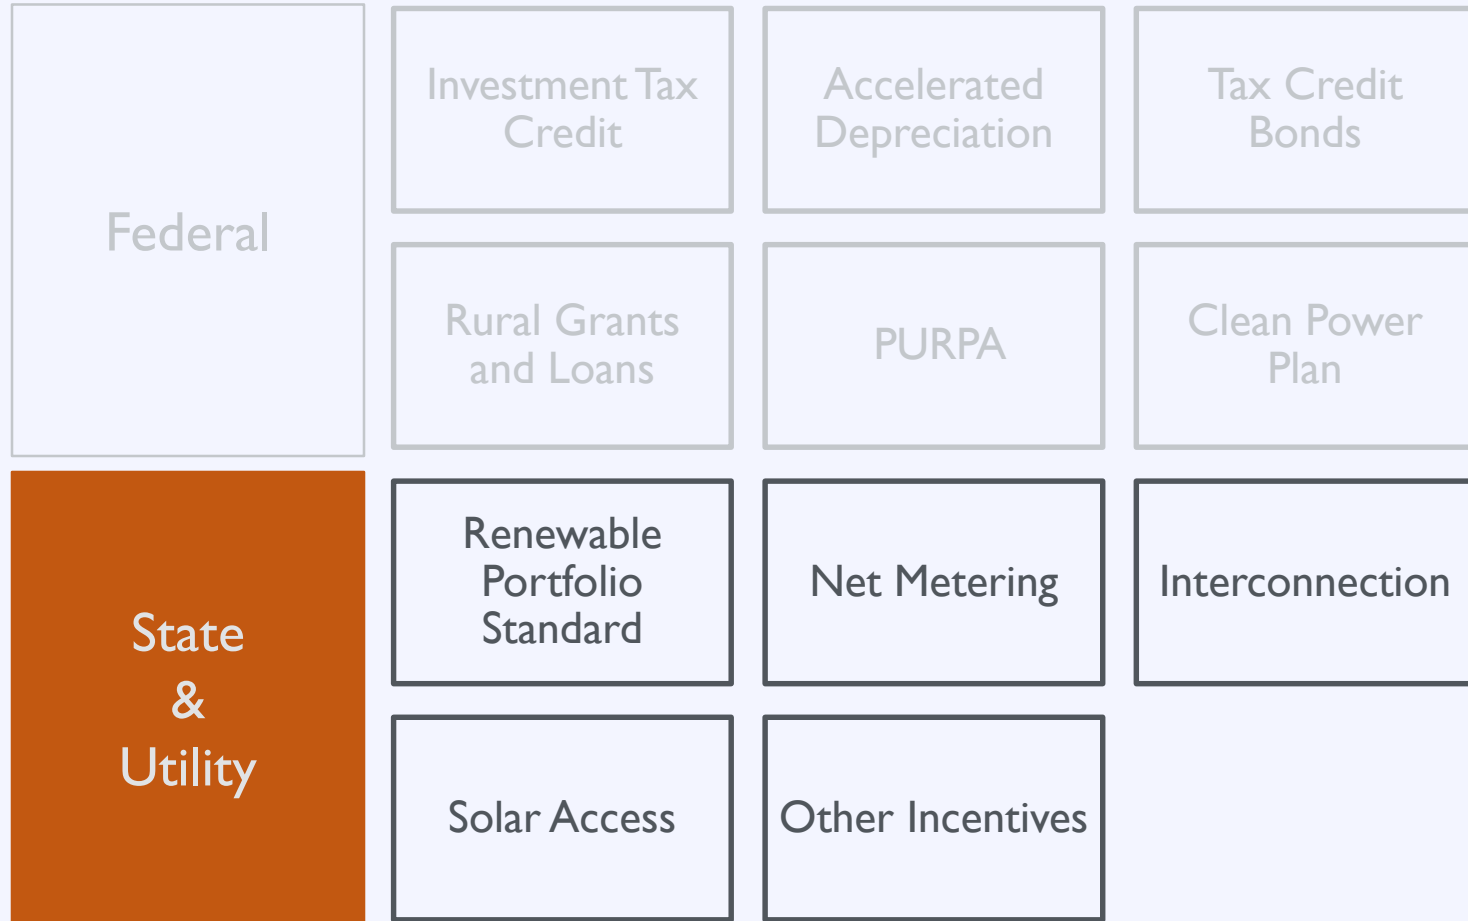 Federal
Investment Tax
Credit
Accelerated
Depreciation
Tax Credit
Bonds
Rural Grants
and Loans
PURPA
Clean Power
Plan
State
&
Utility
Renewable
Portfolio
Standard
Net Metering
Interconnection
Solar Access
Other Incentives